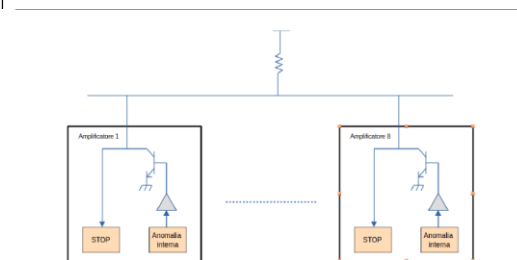 Amplificatore 1
Amplificatore 8
STOP
Anomalia
interna
STOP
Anomalia
interna